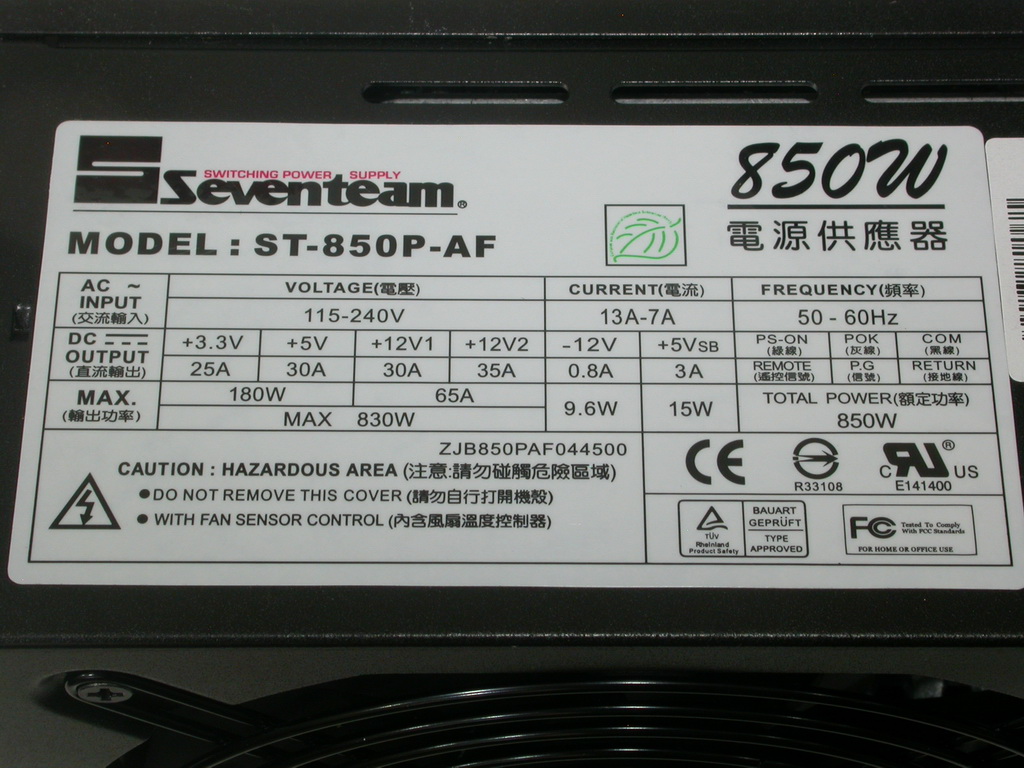 SWITCHING POWER SUPPLY
Seventeam®
850W
電源供應器
MODEL : ST-850P-AF
AC ~ INPUT (交流輸入) VOLTAGE(電壓) CURRENT(電流) FREQUENCY(頻率)
115-240V 13A-7A 50 - 60Hz
DC OUTPUT (直流輸出) +3.3V +5V +12V1 +12V2 -12V +5VSB PS-ON (綠線) POK (灰線) COM (黑線)
25A 30A 30A 35A 0.8A 3A REMOTE (遙控信號) P.G (信號) RETURN (接地線)
MAX. (輸出功率) 180W 65A 9.6W 15W TOTAL POWER(額定功率)
MAX 830W 850W
ZJB850PAF044500
CAUTION : HAZARDOUS AREA (注意:請勿碰觸危險區域)
●DO NOT REMOVE THIS COVER (請勿自行打開機殼)
● WITH FAN SENSOR CONTROL (內含風扇溫度控制器)
CE
R33108
C RU US ®
E141400
TÜV
Rheinland
Product Safety
BAUART
GEPRÜFT
TYPE
APPROVED
FC Tested To Comply
With FCC Standards
FOR HOME OR OFFICE USE